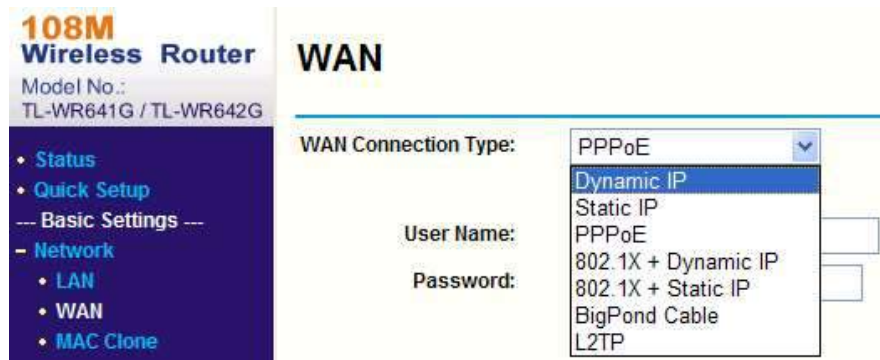 108M
Wireless Router
Model No.:
TL-WR641G / TL-WR642G
• Status
• Quick Setup
--- Basic Settings ---
– Network
• LAN
• WAN
• MAC Clone
WAN
WAN Connection Type:
PPPoE
Dynamic IP
Static IP
PPPoE
802.1X + Dynamic IP
802.1X + Static IP
BigPond Cable
L2TP
User Name:
Password: